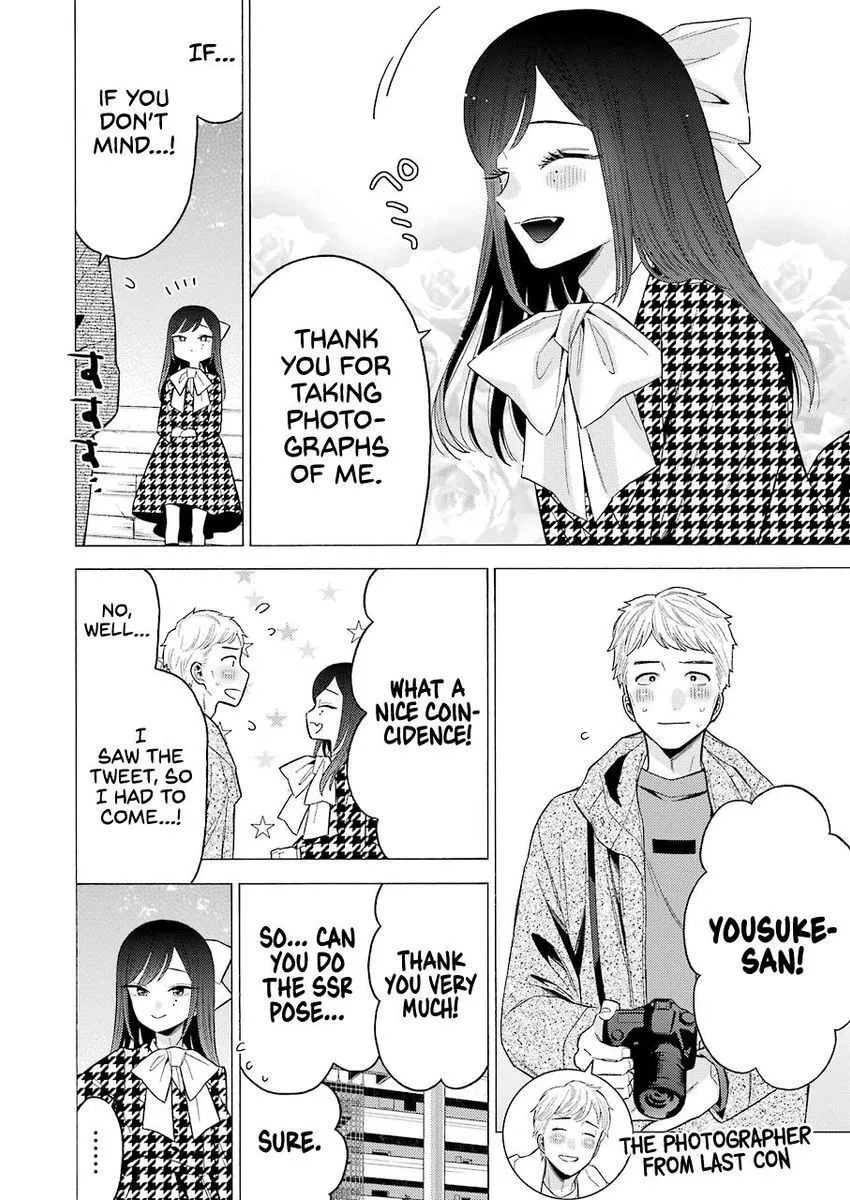 THANK
YOU FOR
TAKING
PHOTO-
GRAPHS
OF ME.
ペコ
IF...
IF YOU
DON'T
MIND...!
すすす
YOUSUKE-
SAN!
THE PHOTOGRAPHER
FROM LAST CON
WHAT A
NICE COIN-
CIDENCE!
NO,
WELL...
I
SAW THE
TWEET, SO
I HAD TO
COME...!
THANK
YOU VERY
MUCH!
SO... CAN
YOU DO
THE SSR
POSE...
SURE.
........